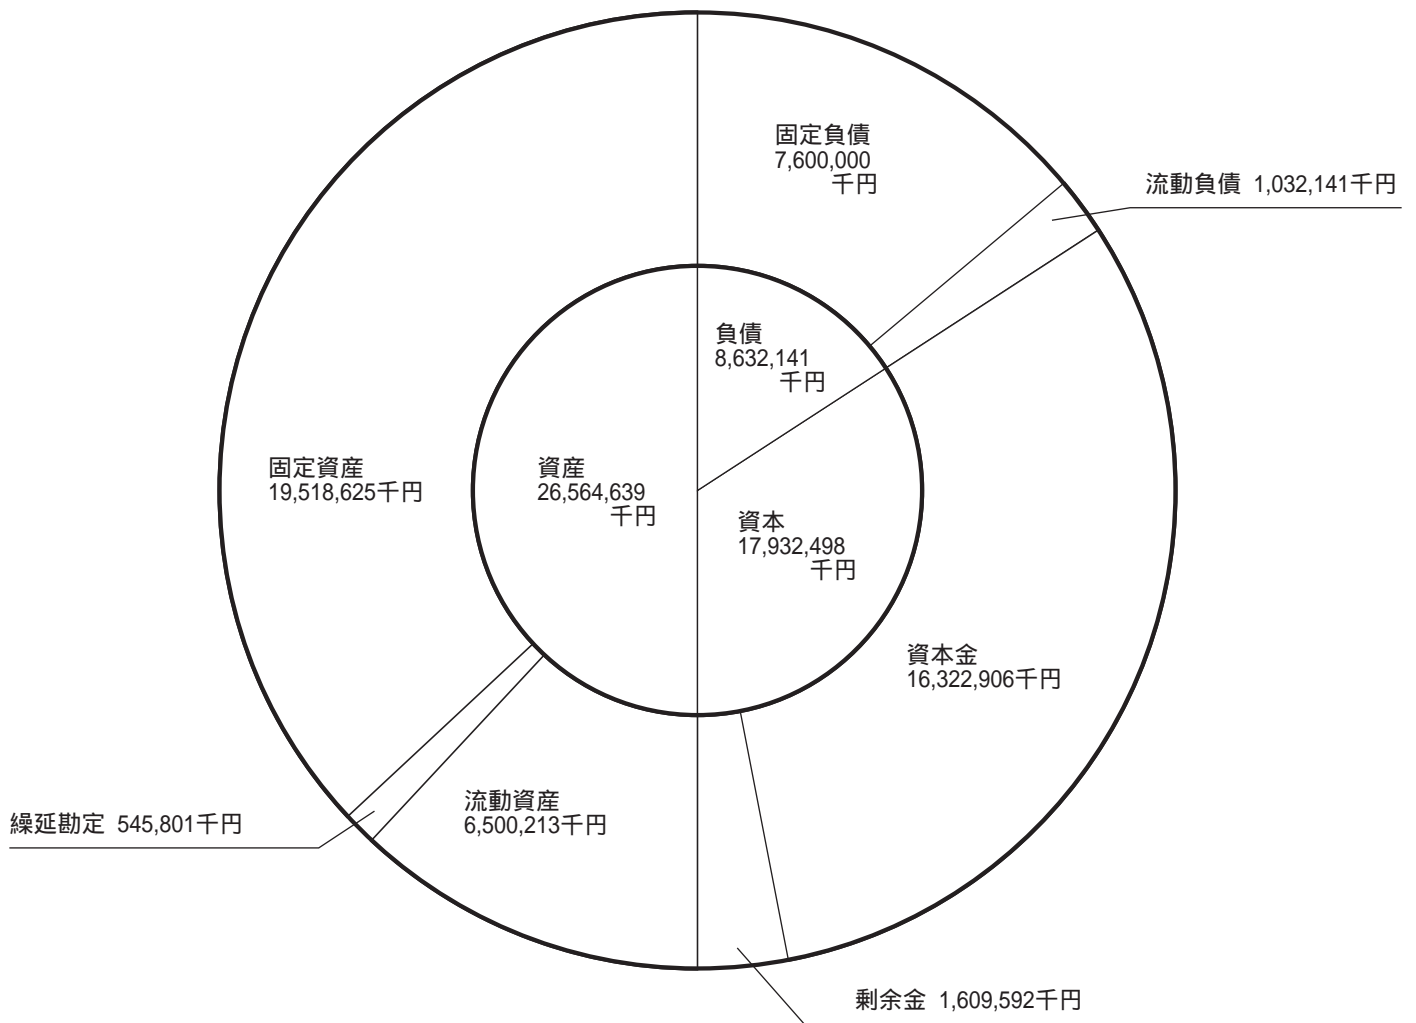 固定負債
7,600,000
千円
流動負債 1,032,141千円
負債
8,632,141
千円
固定資産
19,518,625千円
資産
26,564,639
千円
資本
17,932,498
千円
資本金
16,322,906千円
流動資産
6,500,213千円
繰延勘定 545,801千円
剰余金 1,609,592千円